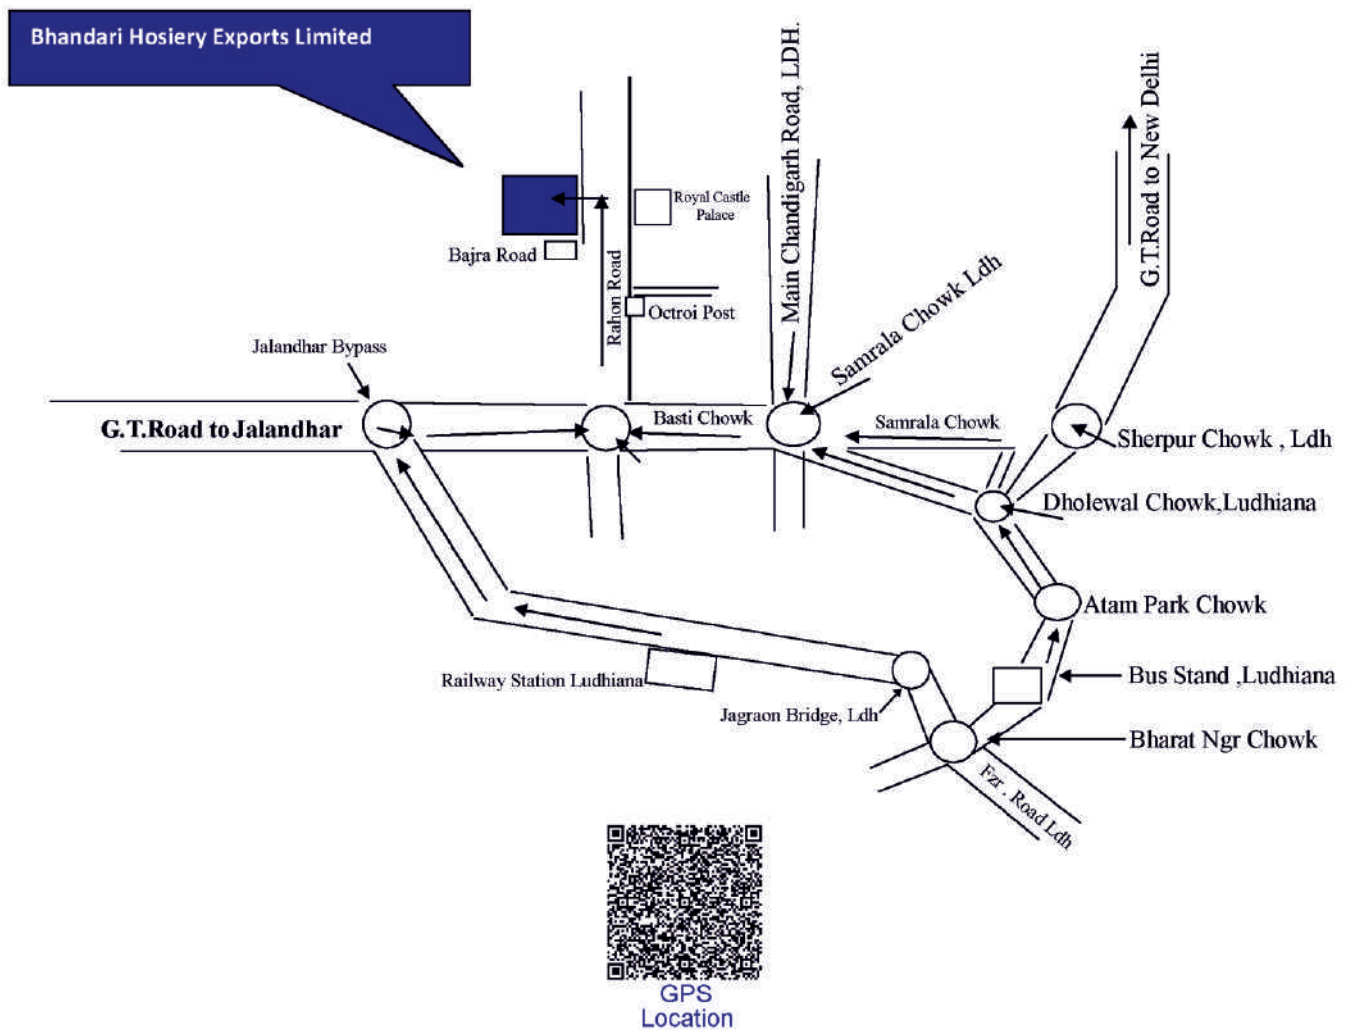 Bhandari Hosiery Exports Limited
Main Chandigarh Road, LDH.
G.T.Road to New Delhi
Royal Castle
Palace
Bajra Road
Rahon Road
Octroi Post
Samrala Chowk Ldh
Jalandhar Bypass
G.T.Road to Jalandhar
Basti Chowk
Samrala Chowk
Sherpur Chowk , Ldh
Dholewal Chowk,Ludhiana
Atam Park Chowk
Railway Station Ludhiana
Bus Stand ,Ludhiana
Jagraon Bridge, Ldh
Bharat Ngr Chowk
Fzr . Road Ldh
GPS
Location